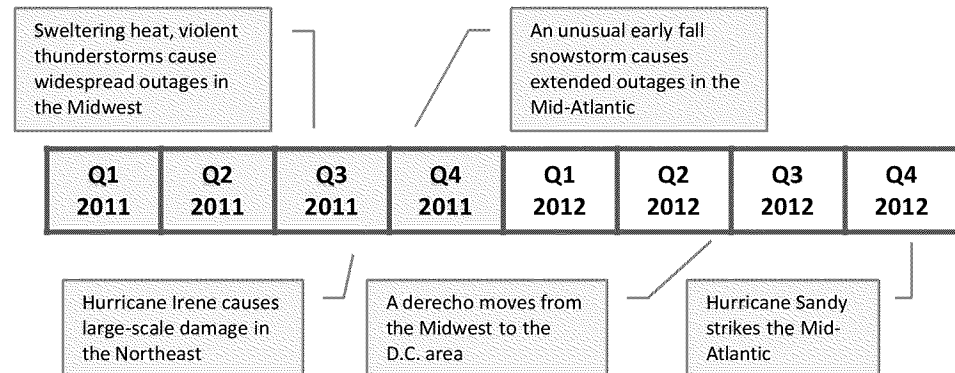 Sweltering heat, violent
thunderstorms cause
widespread outages in
the Midwest
An unusual early fall
snowstorm causes
extended outages in the
Mid-Atlantic
Q1 Q2 Q3 Q4 Q1 Q2 Q3 Q4
2011 2011 2011 2011 2012 2012 2012 2012
Hurricane Irene causes
large-scale damage in
the Northeast
A derecho moves from
the Midwest to the
D.C. area
Hurricane Sandy
strikes the Mid-
Atlantic